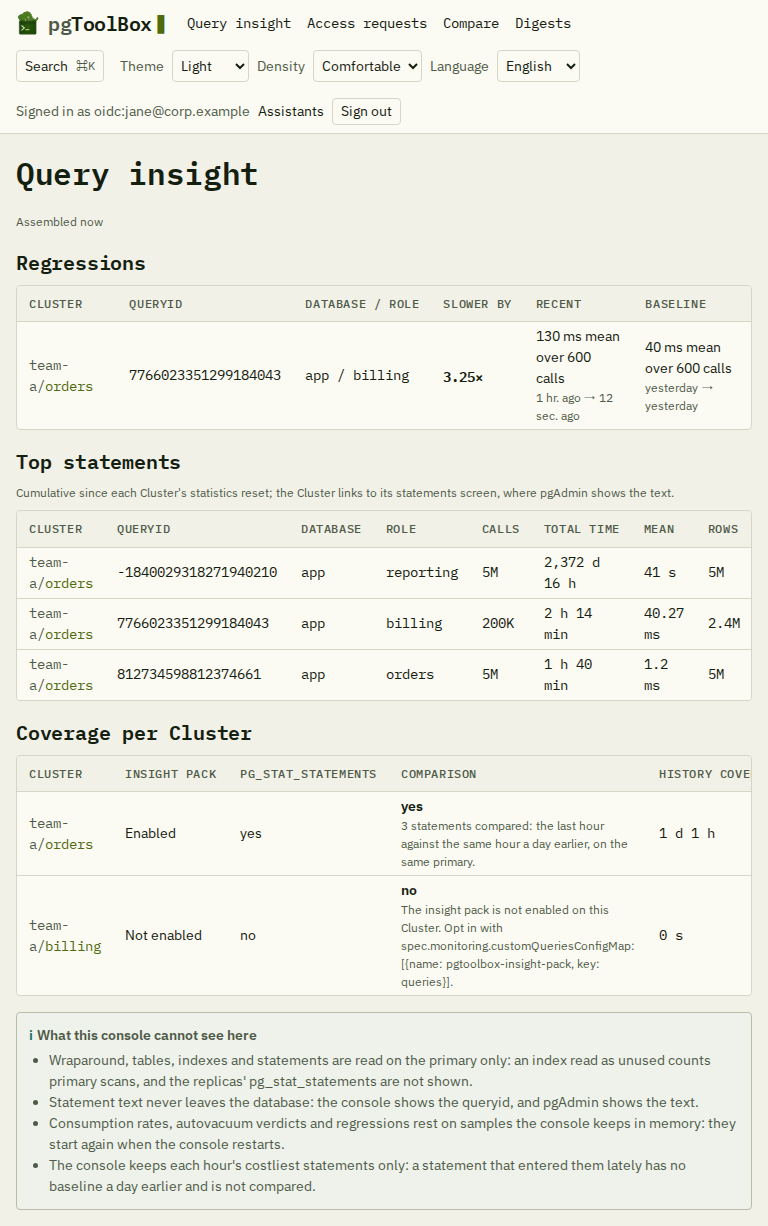 pgToolBox
Query insight Access requests Compare Digests
Search ⌘K Theme Light Density Comfortable Language English
Signed in as oidc:jane@corp.example Assistants Sign out
Query insight
Assembled now
Regressions
CLUSTER QUERYID DATABASE / ROLE SLOWER BY RECENT BASELINE
team-
a/orders
7766023351299184043
app / billing
3.25×
130 ms mean
over 600
calls
1 hr. ago → 12
sec. ago
40 ms mean
over 600 calls
yesterday →
yesterday
Top statements
Cumulative since each Cluster's statistics reset; the Cluster links to its statements screen, where pgAdmin shows the text.
CLUSTER QUERYID DATABASE ROLE CALLS TOTAL TIME MEAN ROWS
team-
a/orders
-1840029318271940210
app
reporting
5M
2,372 d
16 h
41 s
5M
team-
a/orders
7766023351299184043
app
billing
200K
2 h 14
min
40.27
ms
2.4M
team-
a/orders
812734598812374661
app
orders
5M
1 h 40
min
1.2
ms
5M
Coverage per Cluster
CLUSTER INSIGHT PACK PG_STAT_STATEMENTS COMPARISON HISTORY COVE
team-
a/orders
Enabled
yes
yes
3 statements compared: the last hour
against the same hour a day earlier, on the
same primary.
1 d 1 h
team-
a/billing
Not enabled
no
no
The insight pack is not enabled on this
Cluster. Opt in with
spec.monitoring.customQueriesConfigMap:
[{name: pgtoolbox-insight-pack, key:
queries}].
0 s
i What this console cannot see here
• Wraparound, tables, indexes and statements are read on the primary only: an index read as unused counts
primary scans, and the replicas' pg_stat_statements are not shown.
• Statement text never leaves the database: the console shows the queryid, and pgAdmin shows the text.
• Consumption rates, autovacuum verdicts and regressions rest on samples the console keeps in memory: they
start again when the console restarts.
• The console keeps each hour's costliest statements only: a statement that entered them lately has no
baseline a day earlier and is not compared.